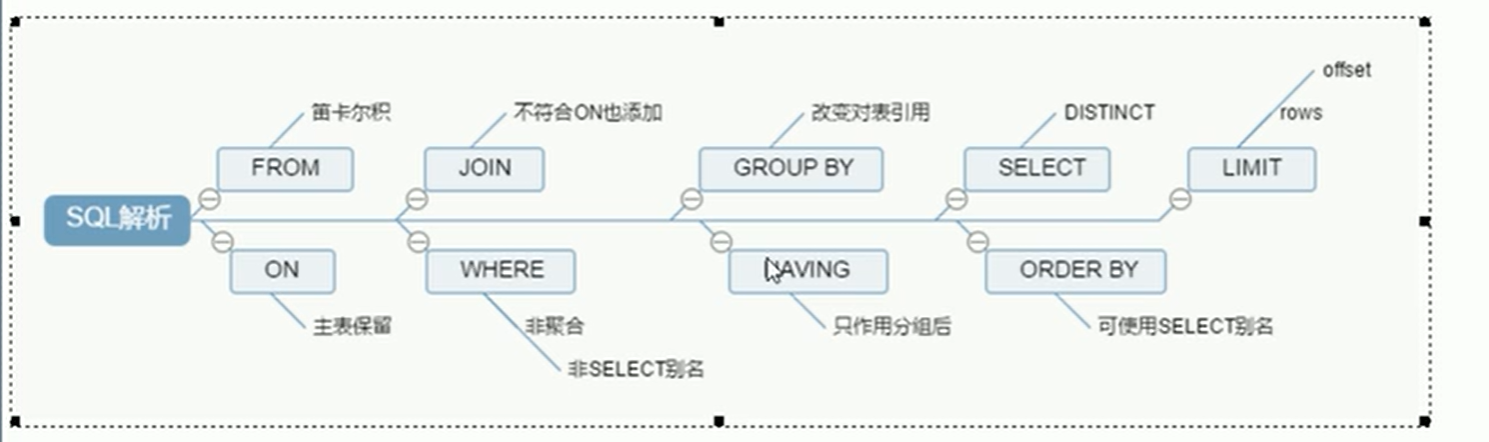 offset
笛卡尔积
不符合ON也添加
改变对表引用
DISTINCT
rows
FROM
JOIN
GROUP BY
SELECT
LIMIT
SQL解析
ON
WHERE
HAVING
ORDER BY
主表保留
非聚合
只作用分组后
可使用SELECT别名
非SELECT别名